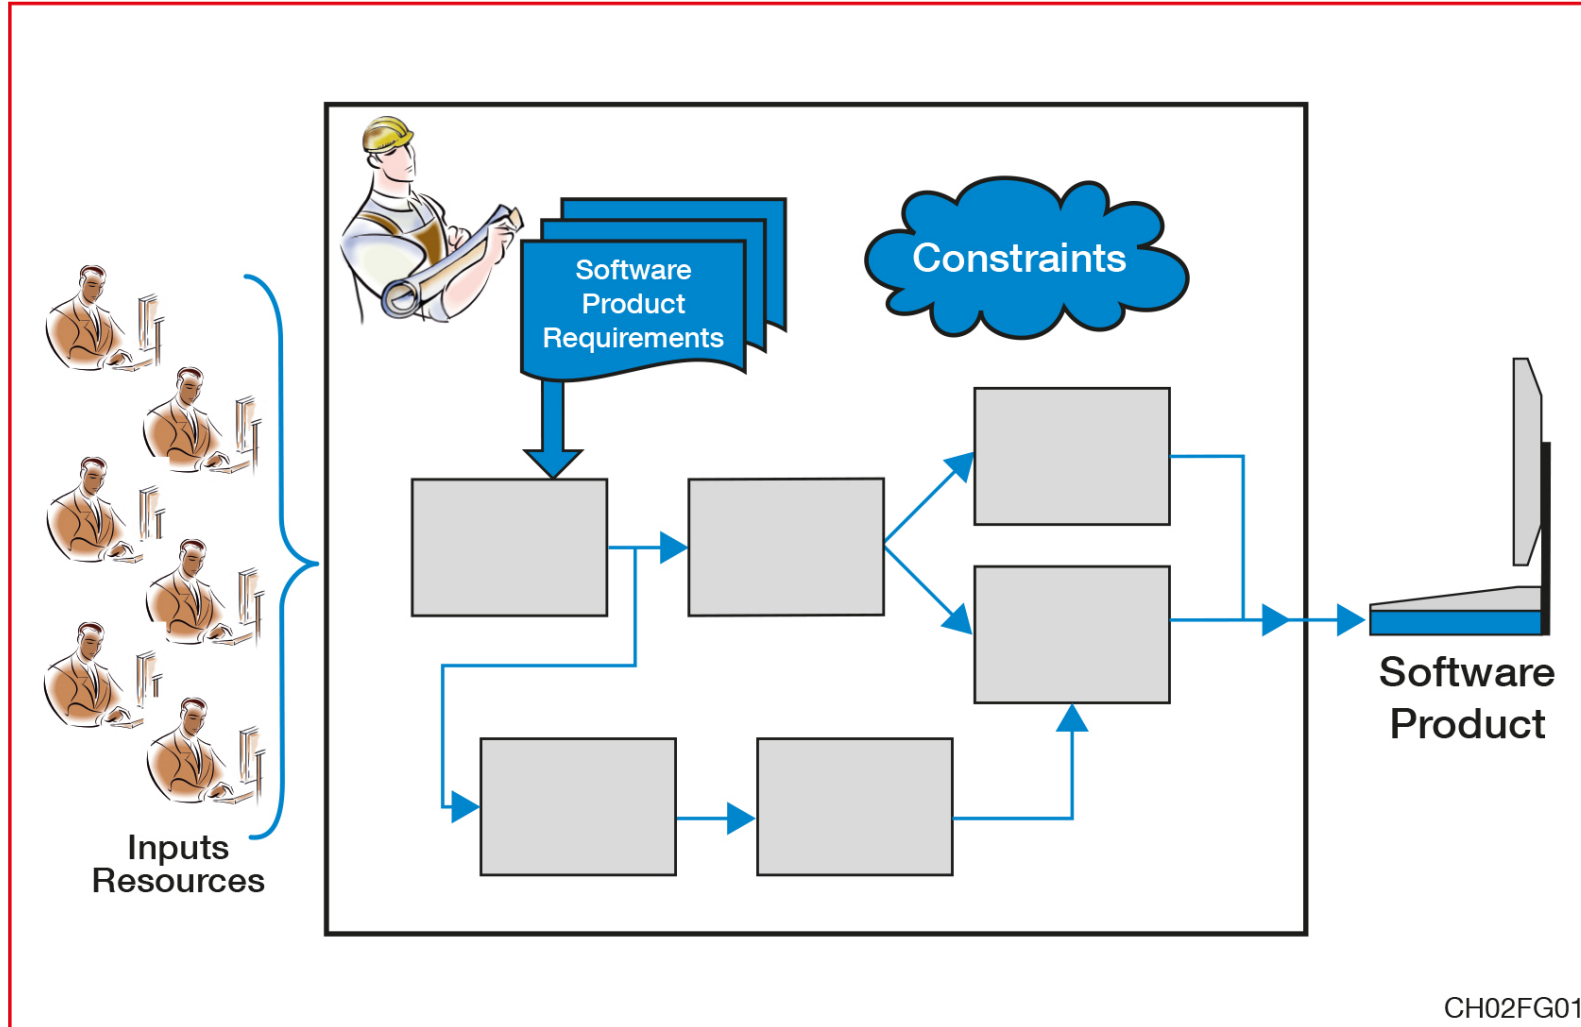 Software
Product
Requirements
Constraints
Inputs
Resources
Software
Product
CH02FG01